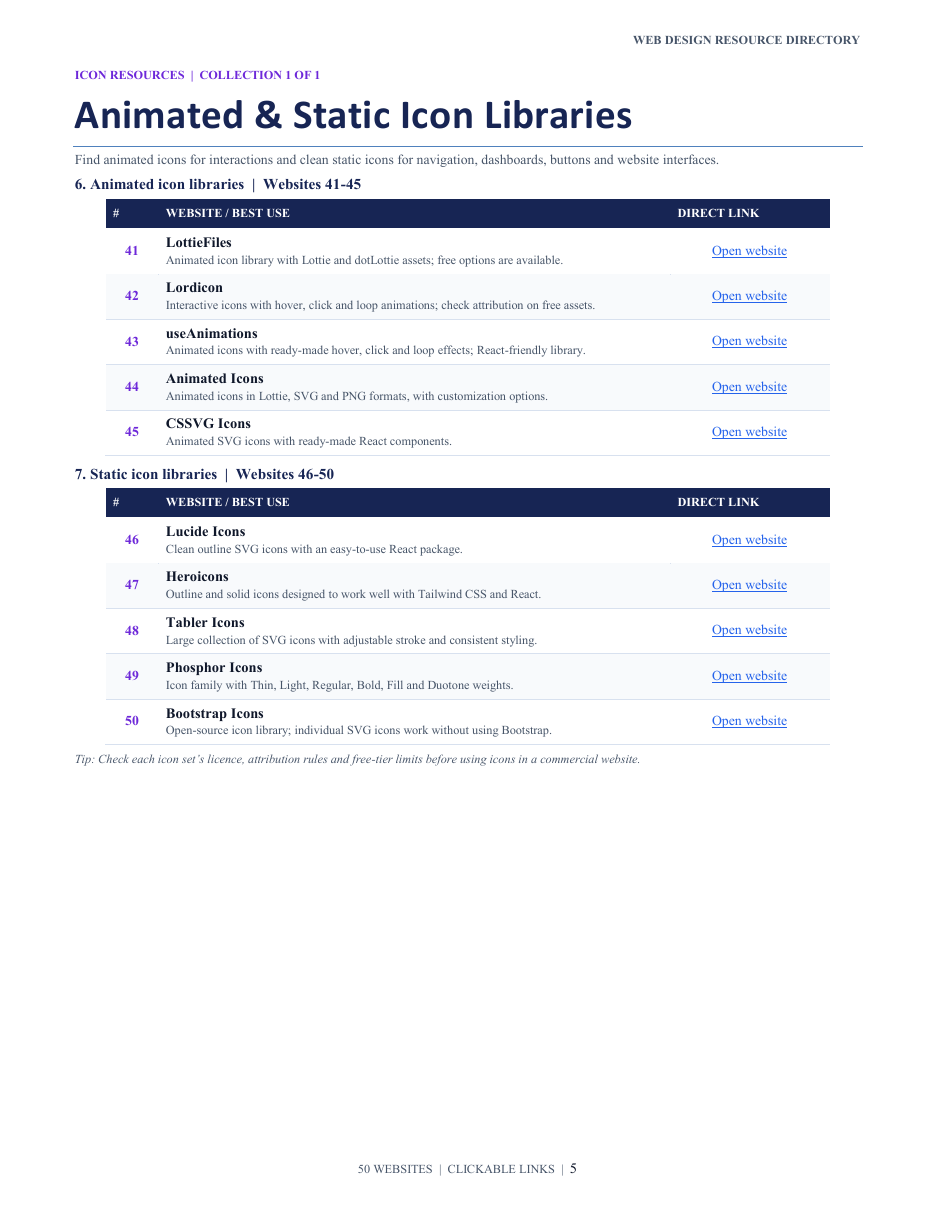 WEB DESIGN RESOURCE DIRECTORY
ICON RESOURCES | COLLECTION 1 OF 1
Animated & Static Icon Libraries
Find animated icons for interactions and clean static icons for navigation, dashboards, buttons and website interfaces.
6. Animated icon libraries | Websites 41-45
# WEBSITE / BEST USE DIRECT LINK
41 LottieFiles Open website
Animated icon library with Lottie and dotLottie assets; free options are available.
42 Lordicon Open website
Interactive icons with hover, click and loop animations; check attribution on free assets.
43 useAnimations Open website
Animated icons with ready-made hover, click and loop effects; React-friendly library.
44 Animated Icons Open website
Animated icons in Lottie, SVG and PNG formats, with customization options.
45 CSSVG Icons Open website
Animated SVG icons with ready-made React components.
7. Static icon libraries | Websites 46-50
# WEBSITE / BEST USE DIRECT LINK
46 Lucide Icons Open website
Clean outline SVG icons with an easy-to-use React package.
47 Heroicons Open website
Outline and solid icons designed to work well with Tailwind CSS and React.
48 Tabler Icons Open website
Large collection of SVG icons with adjustable stroke and consistent styling.
49 Phosphor Icons Open website
Icon family with Thin, Light, Regular, Bold, Fill and Duotone weights.
50 Bootstrap Icons Open website
Open-source icon library; individual SVG icons work without using Bootstrap.
Tip: Check each icon set’s licence, attribution rules and free-tier limits before using icons in a commercial website.
50 WEBSITES | CLICKABLE LINKS | 5